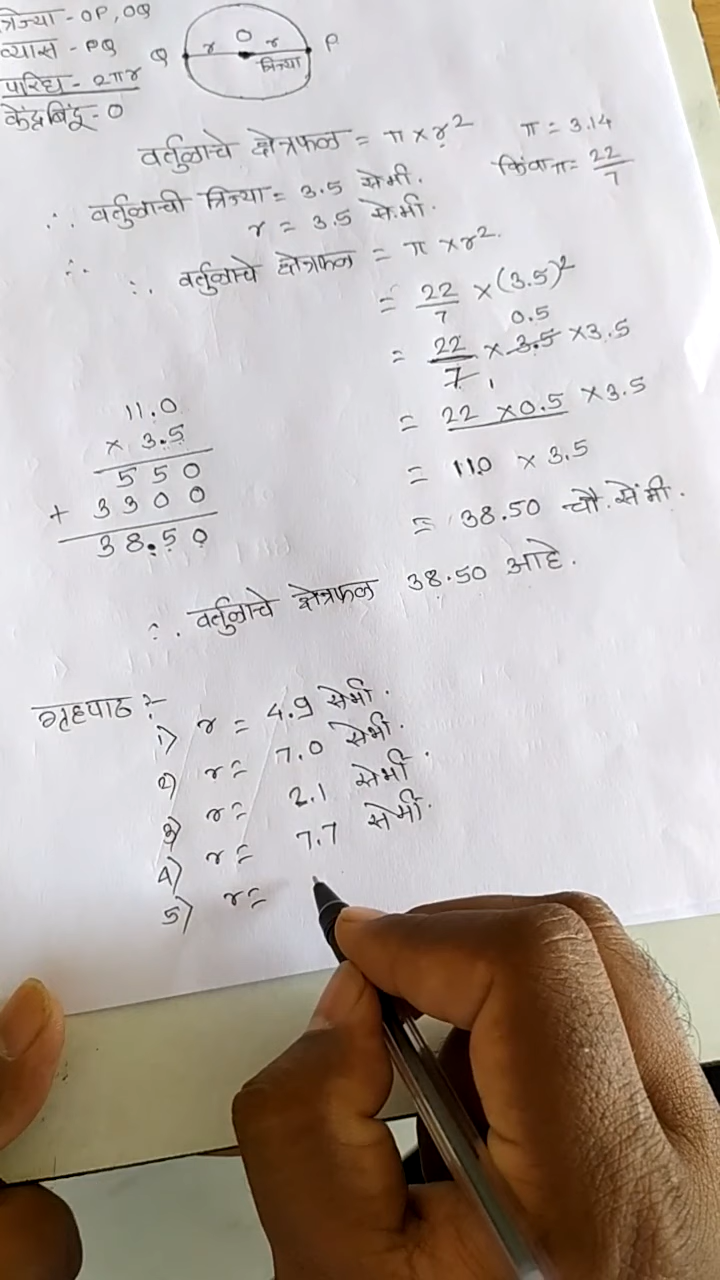 त्रिज्या - OP, OQ
व्यास - PQ
परिघ - 2πr
केंद्रबिंदू - O
Q r O r P
त्रिज्या
वर्तुळाचे क्षेत्रफळ = π × r² π = 3.14
किंवा π = 22/7
∴ वर्तुळाची त्रिज्या = 3.5 सेमी.
r = 3.5 सेमी.
∴ ∴ वर्तुळाचे क्षेत्रफळ = π × r².
= 22/7 × (3.5)²
0.5
= 22/7 × 3.5 × 3.5
1
= 22 × 0.5 × 3.5
= 11.0 × 3.5
= 38.50 चौ. सेंमी.
11.0
× 3.5
550
+ 3300
38.50
∴ वर्तुळाचे क्षेत्रफळ 38.50 आहे.
गृहपाठ :-
1) r = 4.9 सेमी.
2) r = 7.0 सेमी.
3) r = 2.1 सेमी.
4) r = 7.7 सेमी.
5) r =